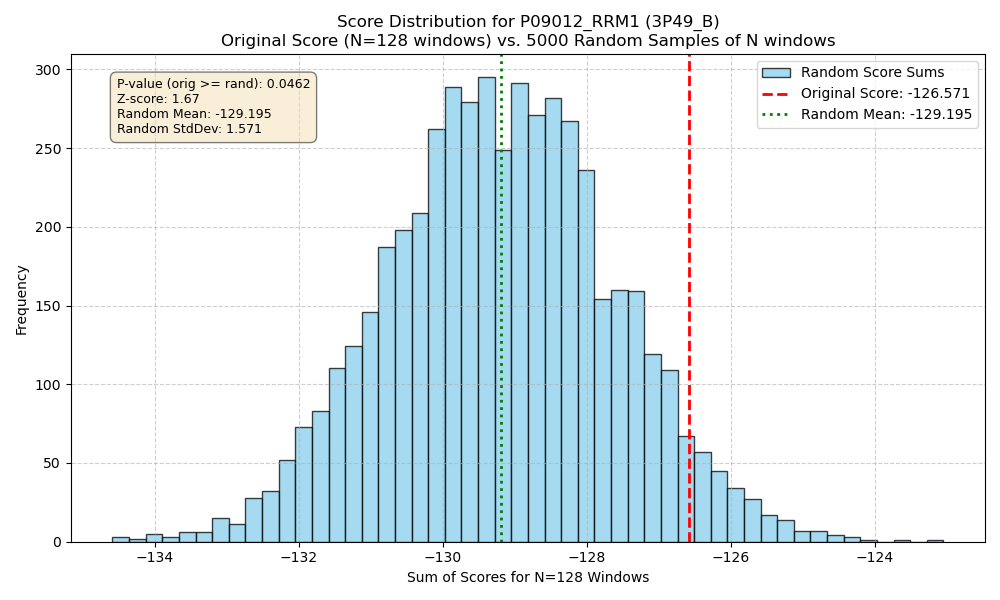 Score Distribution for P09012_RRM1 (3P49_B)
Original Score (N=128 windows) vs. 5000 Random Samples of N windows
P-value (orig >= rand): 0.0462
Z-score: 1.67
Random Mean: -129.195
Random StdDev: 1.571
Random Score Sums
Original Score: -126.571
Random Mean: -129.195
Frequency
300
250
200
150
100
50
0
−134
−132
−130
−128
−126
−124
Sum of Scores for N=128 Windows